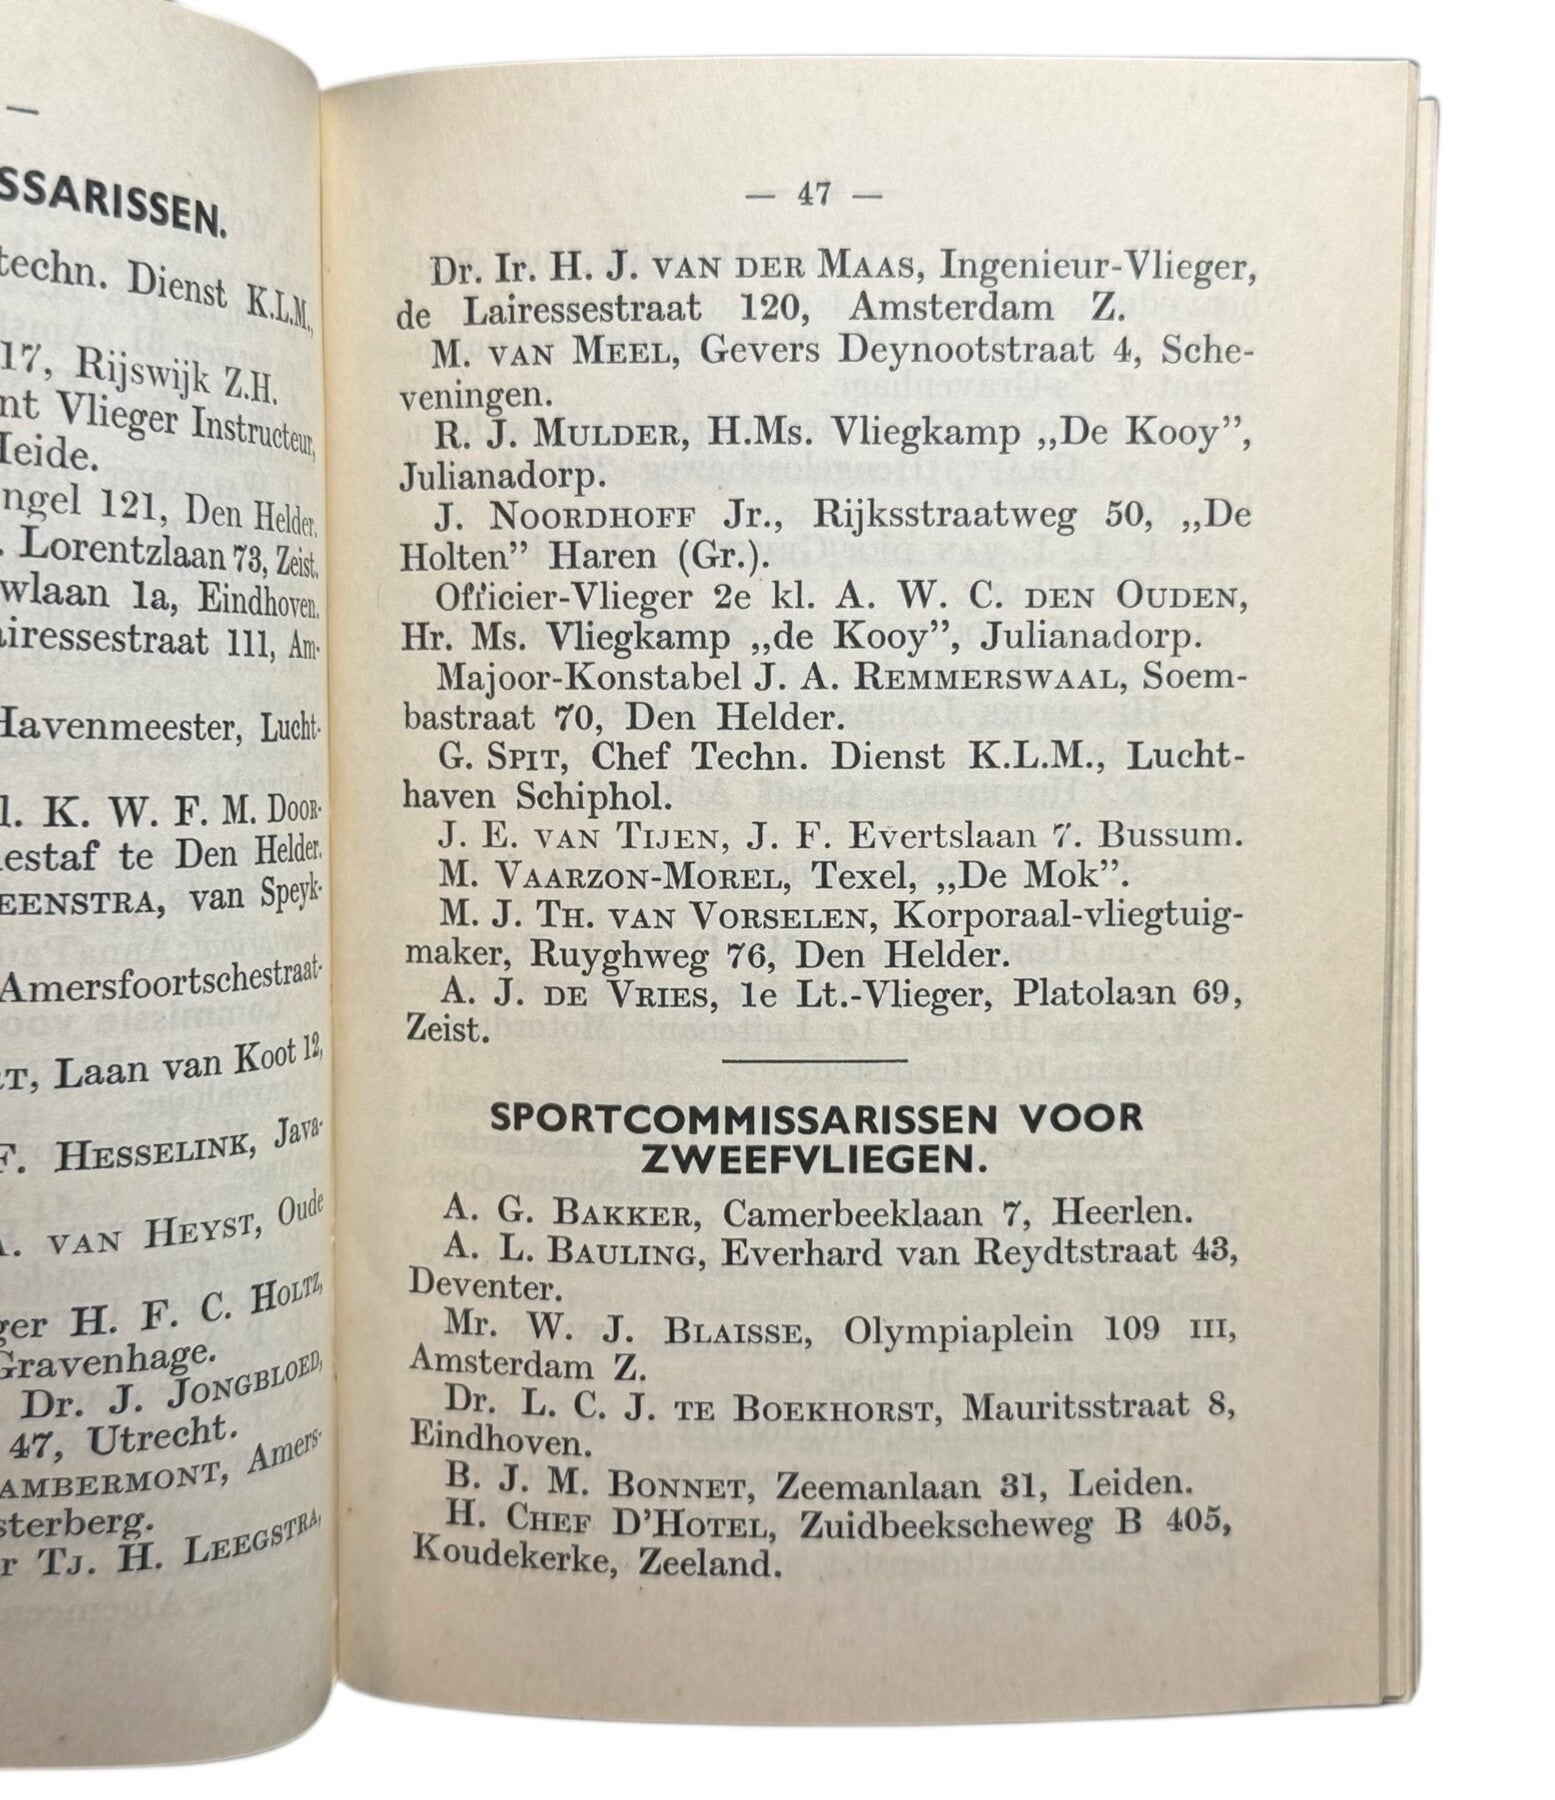 —
SSARISSEN.
techn. Dienst K.L.M.,
17, Rijswijk Z.H.
nt Vlieger Instructeur,
Heide.
ngel 121, Den Helder.
. Lorentzlaan 73, Zeist.
wlaan 1a, Eindhoven.
airessestraat 111, Am-
Havenmeester, Lucht-
l. K. W. F. M. DOOR-
estaf te Den Helder.
EENSTRA, van Speyk-
Amersfoortschestraat-
RT, Laan van Koot 12,
F. HESSELINK, Java-
A. VAN HEYST, Oude
ger H. F. C. HOLTZ,
Gravenhage.
Dr. J. JONGBLOED,
47, Utrecht.
AMBERMONT, Amers-
sterberg.
r TJ. H. LEEGSTRA,
— 47 —
Dr. Ir. H. J. VAN DER MAAS, Ingenieur-Vlieger,
de Lairessestraat 120, Amsterdam Z.
M. VAN MEEL, Gevers Deynootstraat 4, Sche-
veningen.
R. J. MULDER, H.Ms. Vliegkamp „De Kooy”,
Julianadorp.
J. NOORDHOFF Jr., Rijksstraatweg 50, „De
Holten” Haren (Gr.).
Officier-Vlieger 2e kl. A. W. C. DEN OUDEN,
Hr. Ms. Vliegkamp „de Kooy”, Julianadorp.
Majoor-Konstabel J. A. REMMERSWAAL, Soem-
bastraat 70, Den Helder.
G. SPIT, Chef Techn. Dienst K.L.M., Lucht-
haven Schiphol.
J. E. VAN TIJEN, J. F. Evertslaan 7. Bussum.
M. VAARZON-MOREL, Texel, „De Mok”.
M. J. TH. VAN VORSELEN, Korporaal-vliegtuig-
maker, Ruyghweg 76, Den Helder.
A. J. DE VRIES, 1e Lt.-Vlieger, Platolaan 69,
Zeist.
SPORTCOMMISSARISSEN VOOR
ZWEEFVLIEGEN.
A. G. BAKKER, Camerbeeklaan 7, Heerlen.
A. L. BAULING, Everhard van Reydtstraat 43,
Deventer.
Mr. W. J. BLAISSE, Olympiaplein 109 III,
Amsterdam Z.
Dr. L. C. J. TE BOEKHORST, Mauritsstraat 8,
Eindhoven.
B. J. M. BONNET, Zeemanlaan 31, Leiden.
H. CHEF D'HOTEL, Zuidbeekscheweg B 405,
Koudekerke, Zeeland.